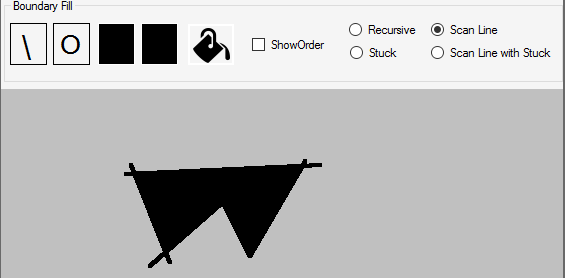 Boundary Fill
\ O
ShowOrder
Recursive
Scan Line
Stuck
Scan Line with Stuck